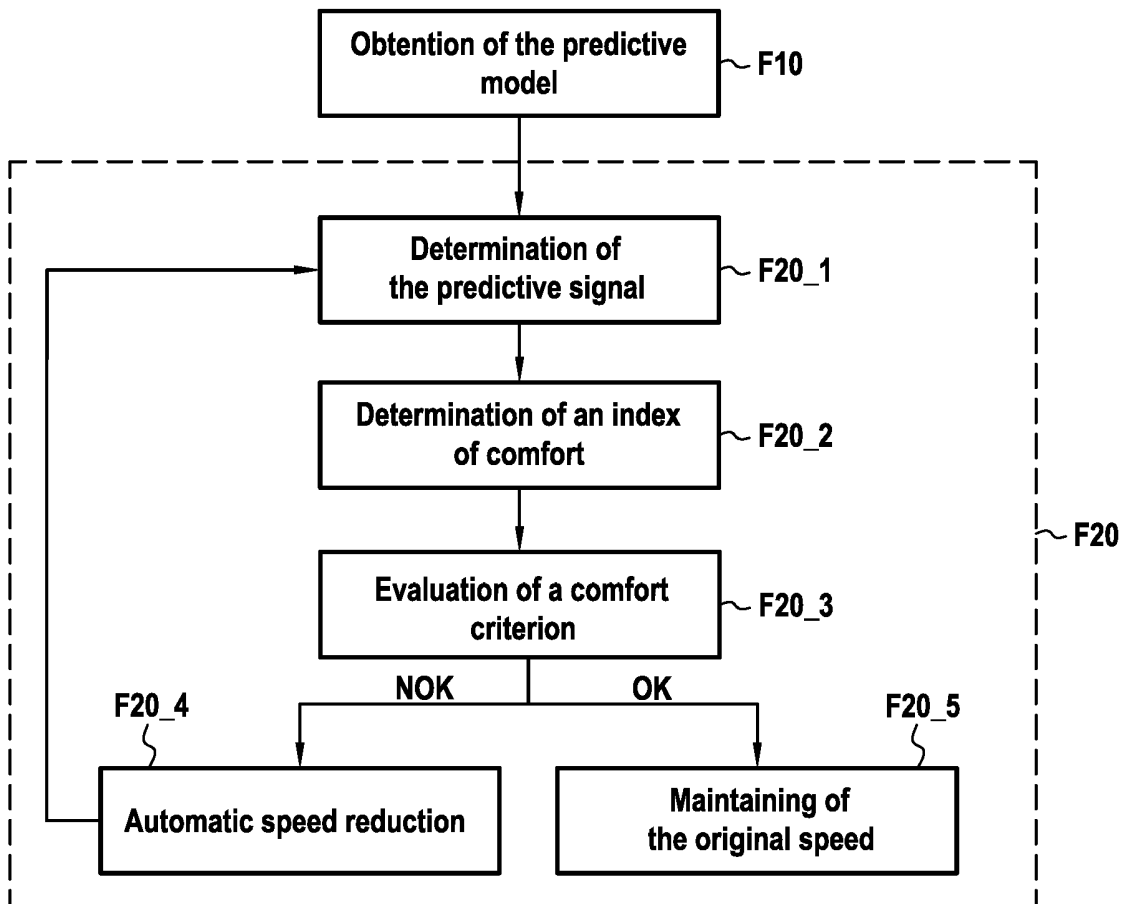 Obtention of the predictive
model
F10
Determination of
the predictive signal
F20_1
Determination of an index
of comfort
F20_2
F20
Evaluation of a comfort
criterion
F20_3
NOK
OK
F20_4
F20_5
Automatic speed reduction
Maintaining of
the original speed